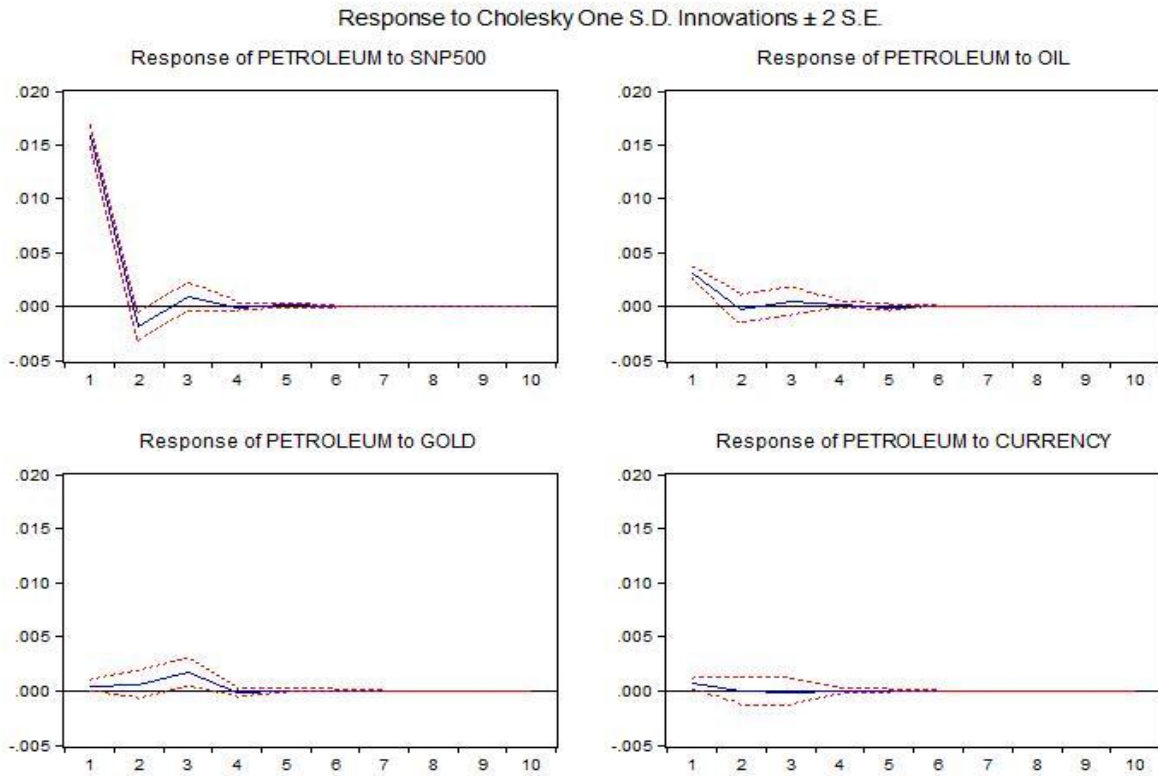 Response to Cholesky One S.D. Innovations ± 2 S.E.
Response of PETROLEUM to SNP500
.020
.015
.010
.005
.000
-.005
1 2 3 4 5 6 7 8 9 10
Response of PETROLEUM to OIL
.020
.015
.010
.005
.000
-.005
1 2 3 4 5 6 7 8 9 10
Response of PETROLEUM to GOLD
.020
.015
.010
.005
.000
-.005
1 2 3 4 5 6 7 8 9 10
Response of PETROLEUM to CURRENCY
.020
.015
.010
.005
.000
-.005
1 2 3 4 5 6 7 8 9 10